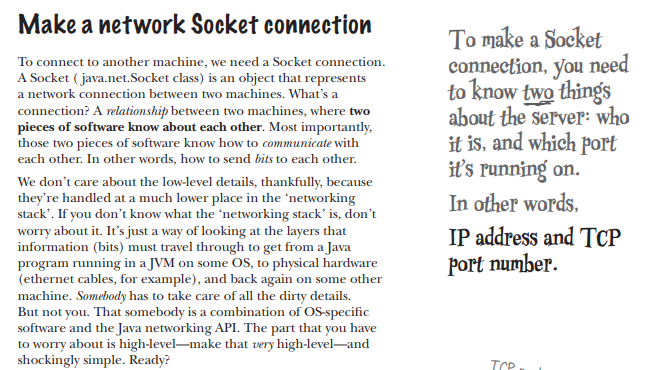 Make a network Socket connection
To connect to another machine, we need a Socket connection.
A Socket ( java.net.Socket class) is an object that represents
a network connection between two machines. What's a
connection? A relationship between two machines, where two
pieces of software know about each other. Most importantly,
those two pieces of software know how to communicate with
each other. In other words, how to send bits to each other.
We don't care about the low-level details, thankfully, because
they're handled at a much lower place in the 'networking
stack'. If you don't know what the 'networking stack' is, don't
worry about it. It's just a way of looking at the layers that
information (bits) must travel through to get from a Java
program running in a JVM on some OS, to physical hardware
(ethernet cables, for example), and back again on some other
machine. Somebody has to take care of all the dirty details.
But not you. That somebody is a combination of OS-specific
software and the Java networking API. The part that you have
to worry about is high-level—make that very high-level—and
shockingly simple. Ready?
To make a Socket
connection, you need
to know two things
about the server: who
it is, and which port
it's running on.
In other words,
IP address and TCP
port number.
TCP